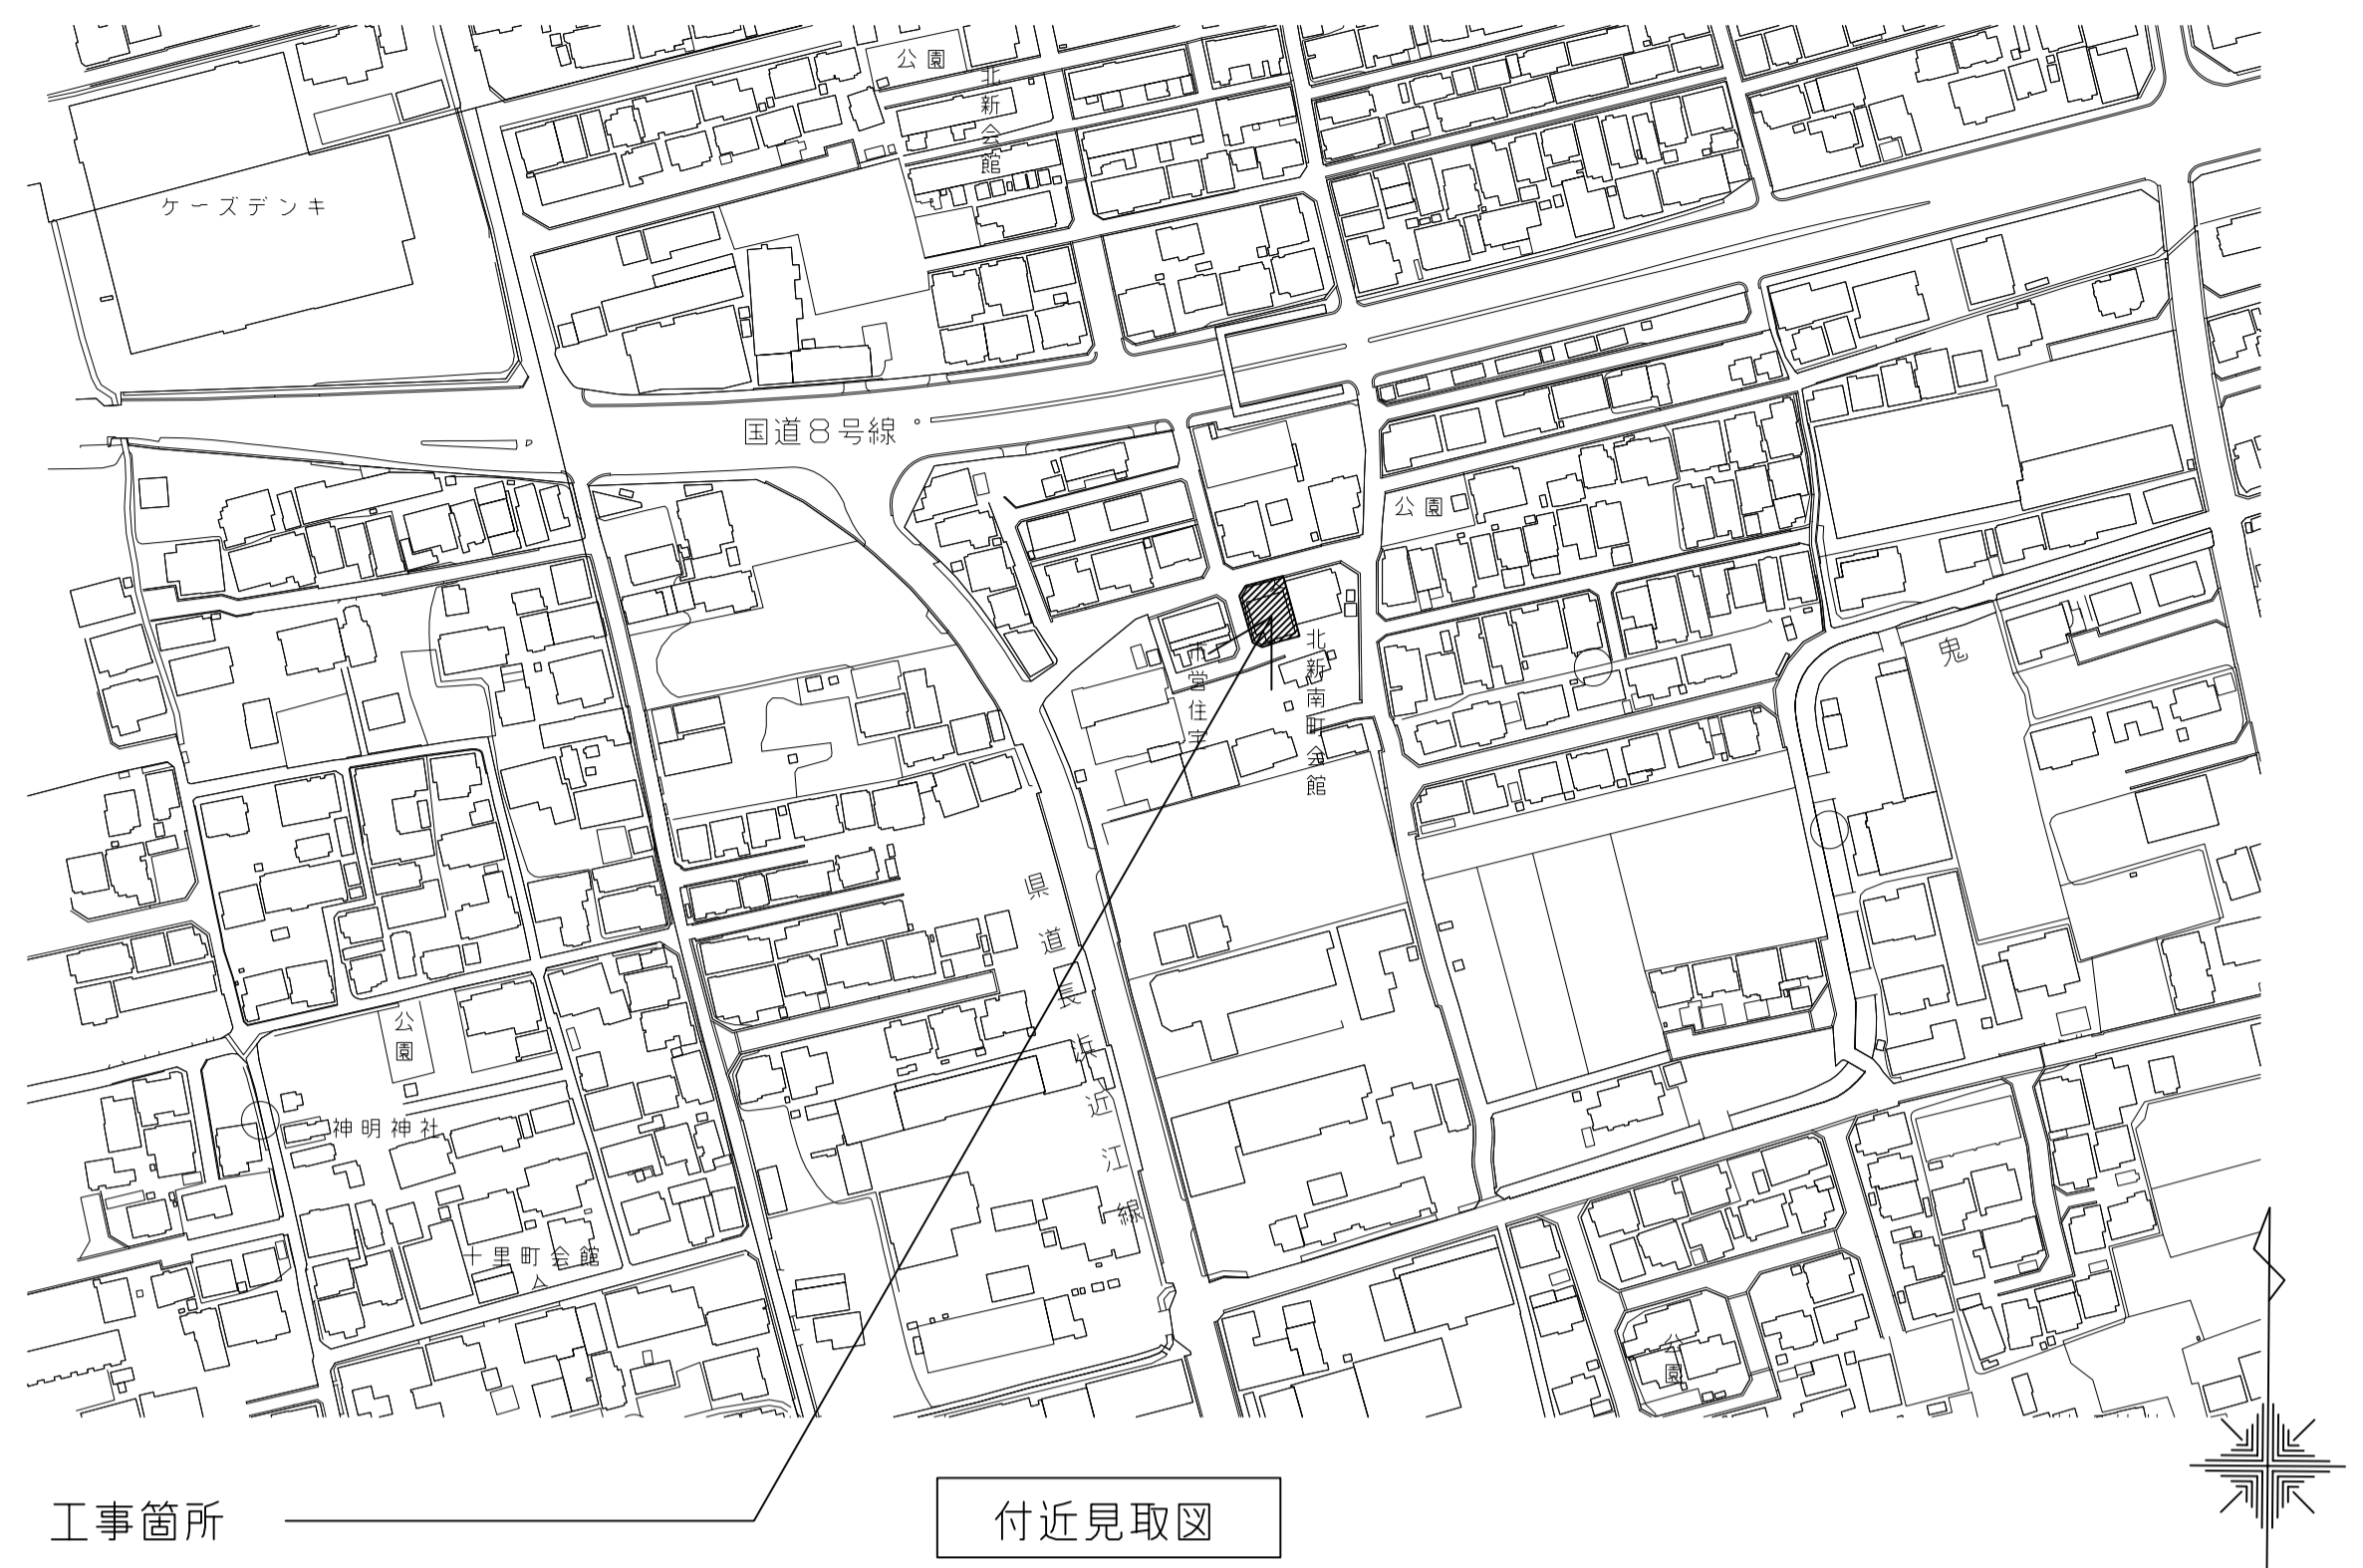 公園
北新会館
ケーズデンキ
国道8号線
公園
鬼
市営住宅
北新南町会館
県道長浜近江線
公園
神明神社
十里町会館
公園
工事箇所
付近見取図